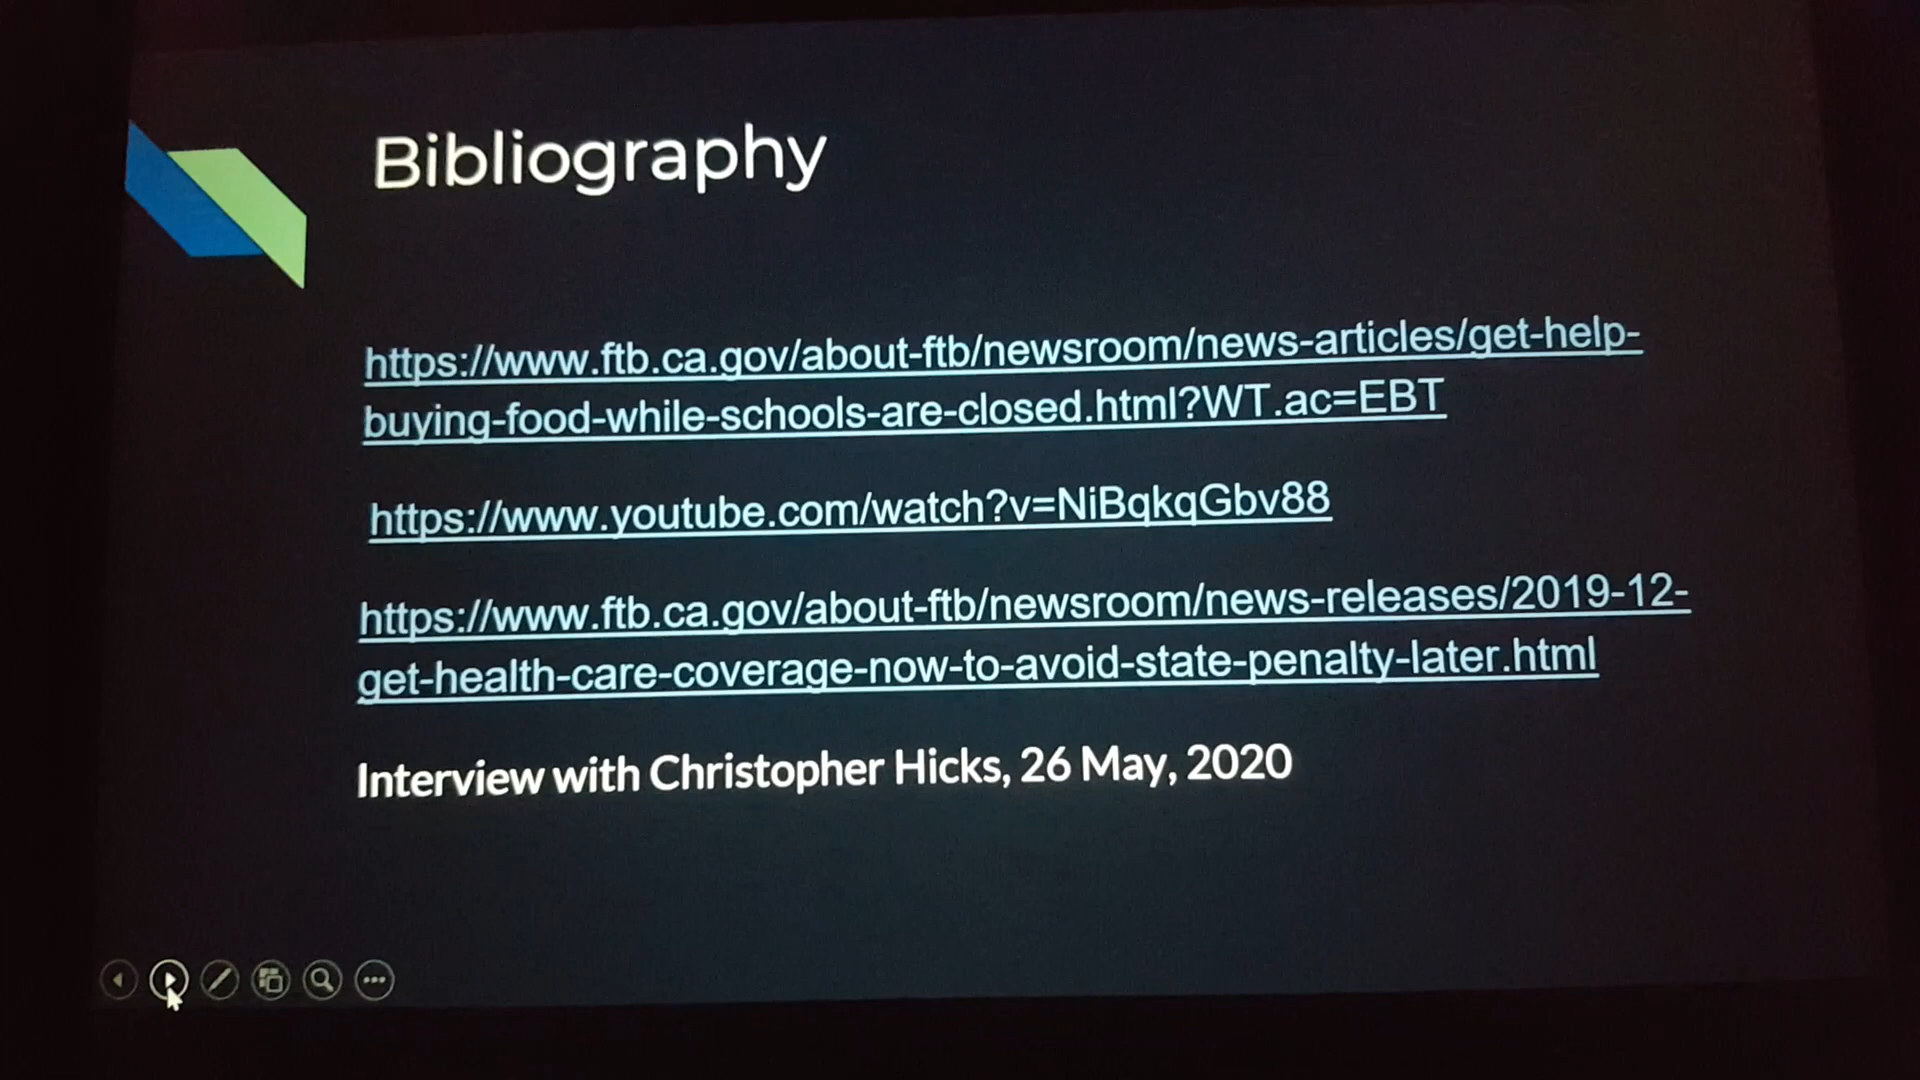 Bibliography
https://www.ftb.ca.gov/about-ftb/newsroom/news-articles/get-help-
buying-food-while-schools-are-closed.html?WT.ac=EBT
https://www.youtube.com/watch?v=NiBqkqGbv88
https://www.ftb.ca.gov/about-ftb/newsroom/news-releases/2019-12-
get-health-care-coverage-now-to-avoid-state-penalty-later.html
Interview with Christopher Hicks, 26 May, 2020